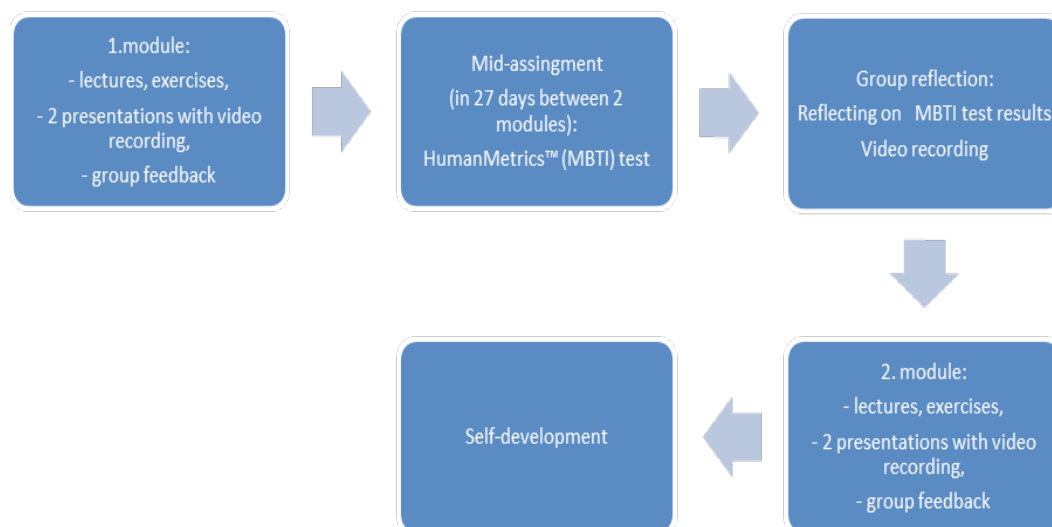 1.module:
- lectures, exercises,
- 2 presentations with video
recording,
- group feedback
Mid-assingment
(in 27 days between 2
modules):
HumanMetrics™ (MBTI) test
Group reflection:
Reflecting on MBTI test results
Video recording
2. module:
- lectures, exercises,
- 2 presentations with video
recording,
- group feedback
Self-development